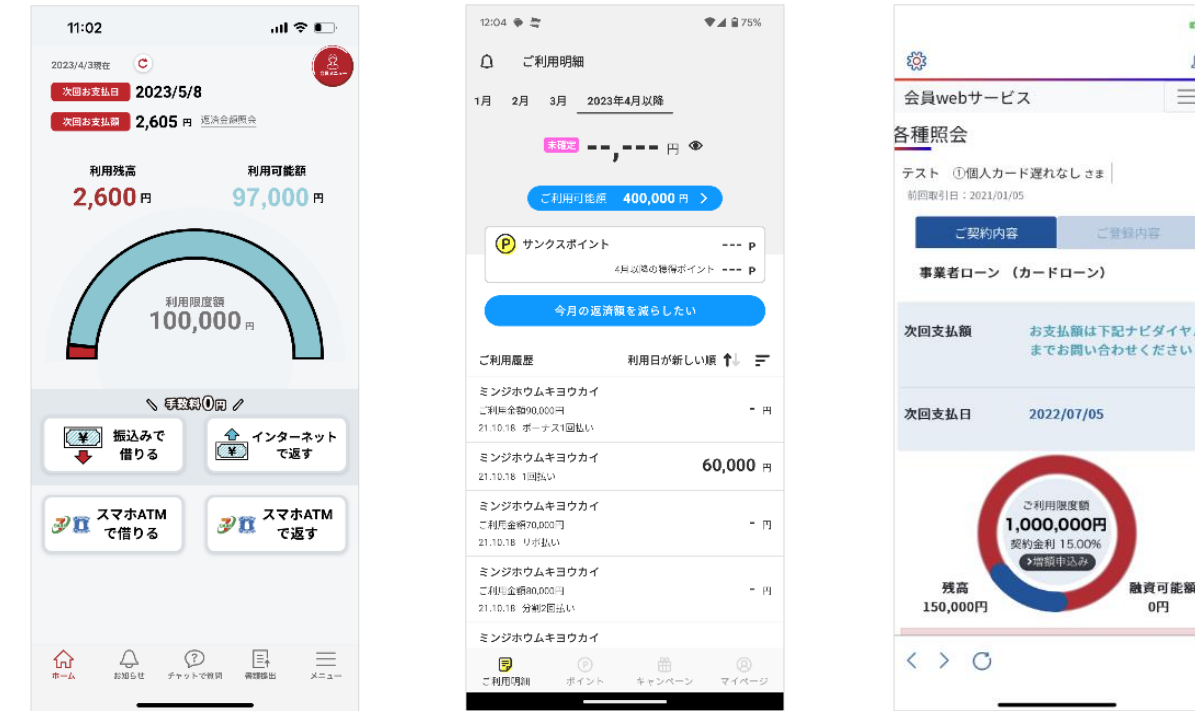 11:02
2023/4/3現在
次回お支払日 2023/5/8
次回お支払額 2,605 円 返済金額照会
利用残高 利用可能額
2,600 円 97,000 円
利用限度額
100,000 円
手数料0円
振込みで
借りる
インターネット
で返す
スマホATM
で借りる
スマホATM
で返す
ホーム お知らせ チャットで質問 書類提出 メニュー
12:04 75%
ご利用明細
1月 2月 3月 2023年4月以降
未確定 --,--- 円
ご利用可能額 400,000 円
P サンクスポイント --- P
4月以降の獲得ポイント --- P
今月の返済額を減らしたい
ご利用履歴 利用日が新しい順
ミンジホウムキヨウカイ
ご利用金額90,000円 - 円
21.10.18 ボーナス1回払い
ミンジホウムキヨウカイ
60,000 円
21.10.18 1回払い
ミンジホウムキヨウカイ
ご利用金額70,000円 - 円
21.10.18 リボ払い
ミンジホウムキヨウカイ
ご利用金額80,000円 - 円
21.10.18 分割2回払い
ミンジホウムキヨウカイ
ご利用明細 ポイント キャンペーン マイページ
会員webサービス
各種照会
テスト ①個人カード遅れなし さま
前回取引日：2021/01/05
ご契約内容 ご登録内容
事業者ローン （カードローン）
次回支払額 お支払額は下記ナビダイヤ
までお問い合わせください
次回支払日 2022/07/05
ご利用限度額
1,000,000円
契約金利 15.00%
増額申込み
残高 融資可能額
150,000円 0円